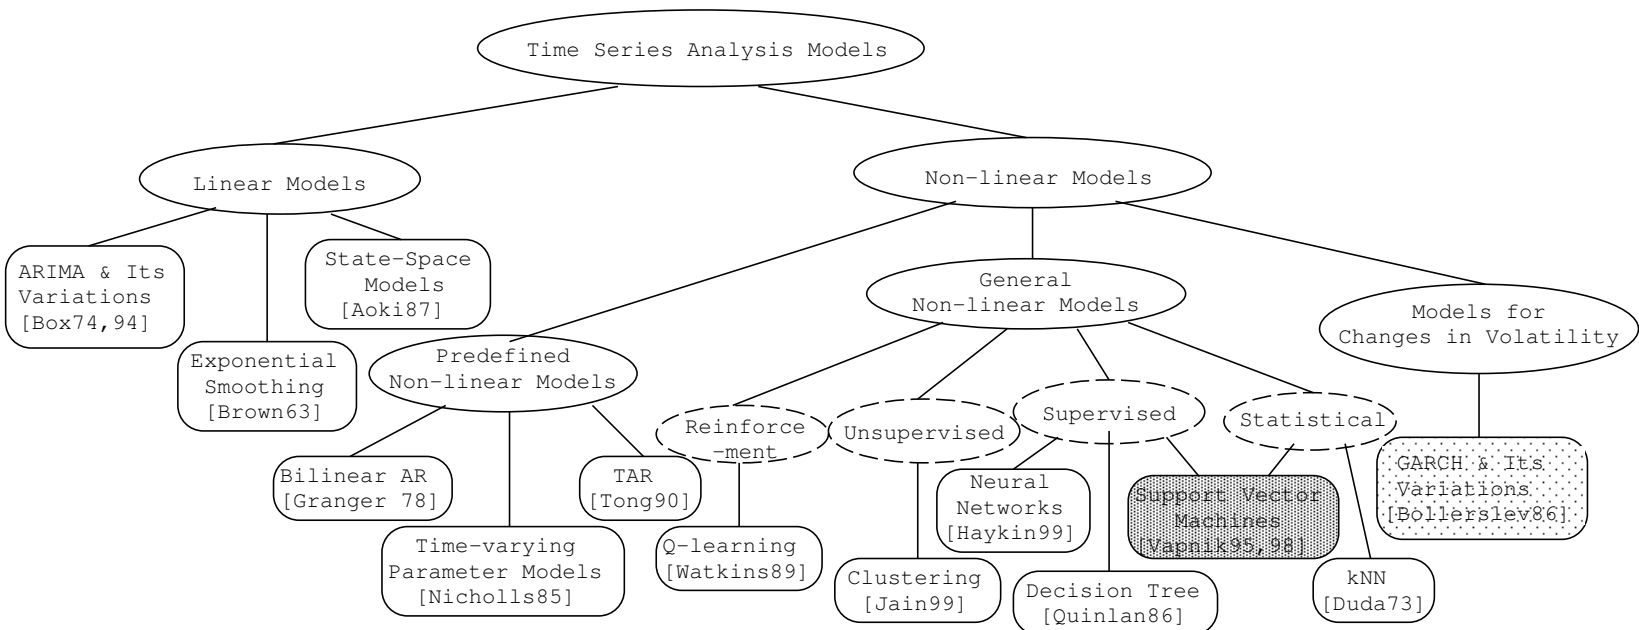 Time Series Analysis Models
Linear Models
Non-linear Models
ARIMA & Its
Variations
[Box74,94]
State-Space
Models
[Aoki87]
Exponential
Smoothing
[Brown63]
General
Non-linear Models
Models for
Changes in Volatility
Predefined
Non-linear Models
Reinforce
-ment
Unsupervised
Supervised
Statistical
Bilinear AR
[Granger 78]
TAR
[Tong90]
Time-varying
Parameter Models
[Nicholls85]
Q-learning
[Watkins89]
Clustering
[Jain99]
Neural
Networks
[Haykin99]
Decision Tree
[Quinlan86]
Support Vector
Machines
[Vapnik95,98]
kNN
[Duda73]
GARCH & Its
Variations
[Bollerslev86]